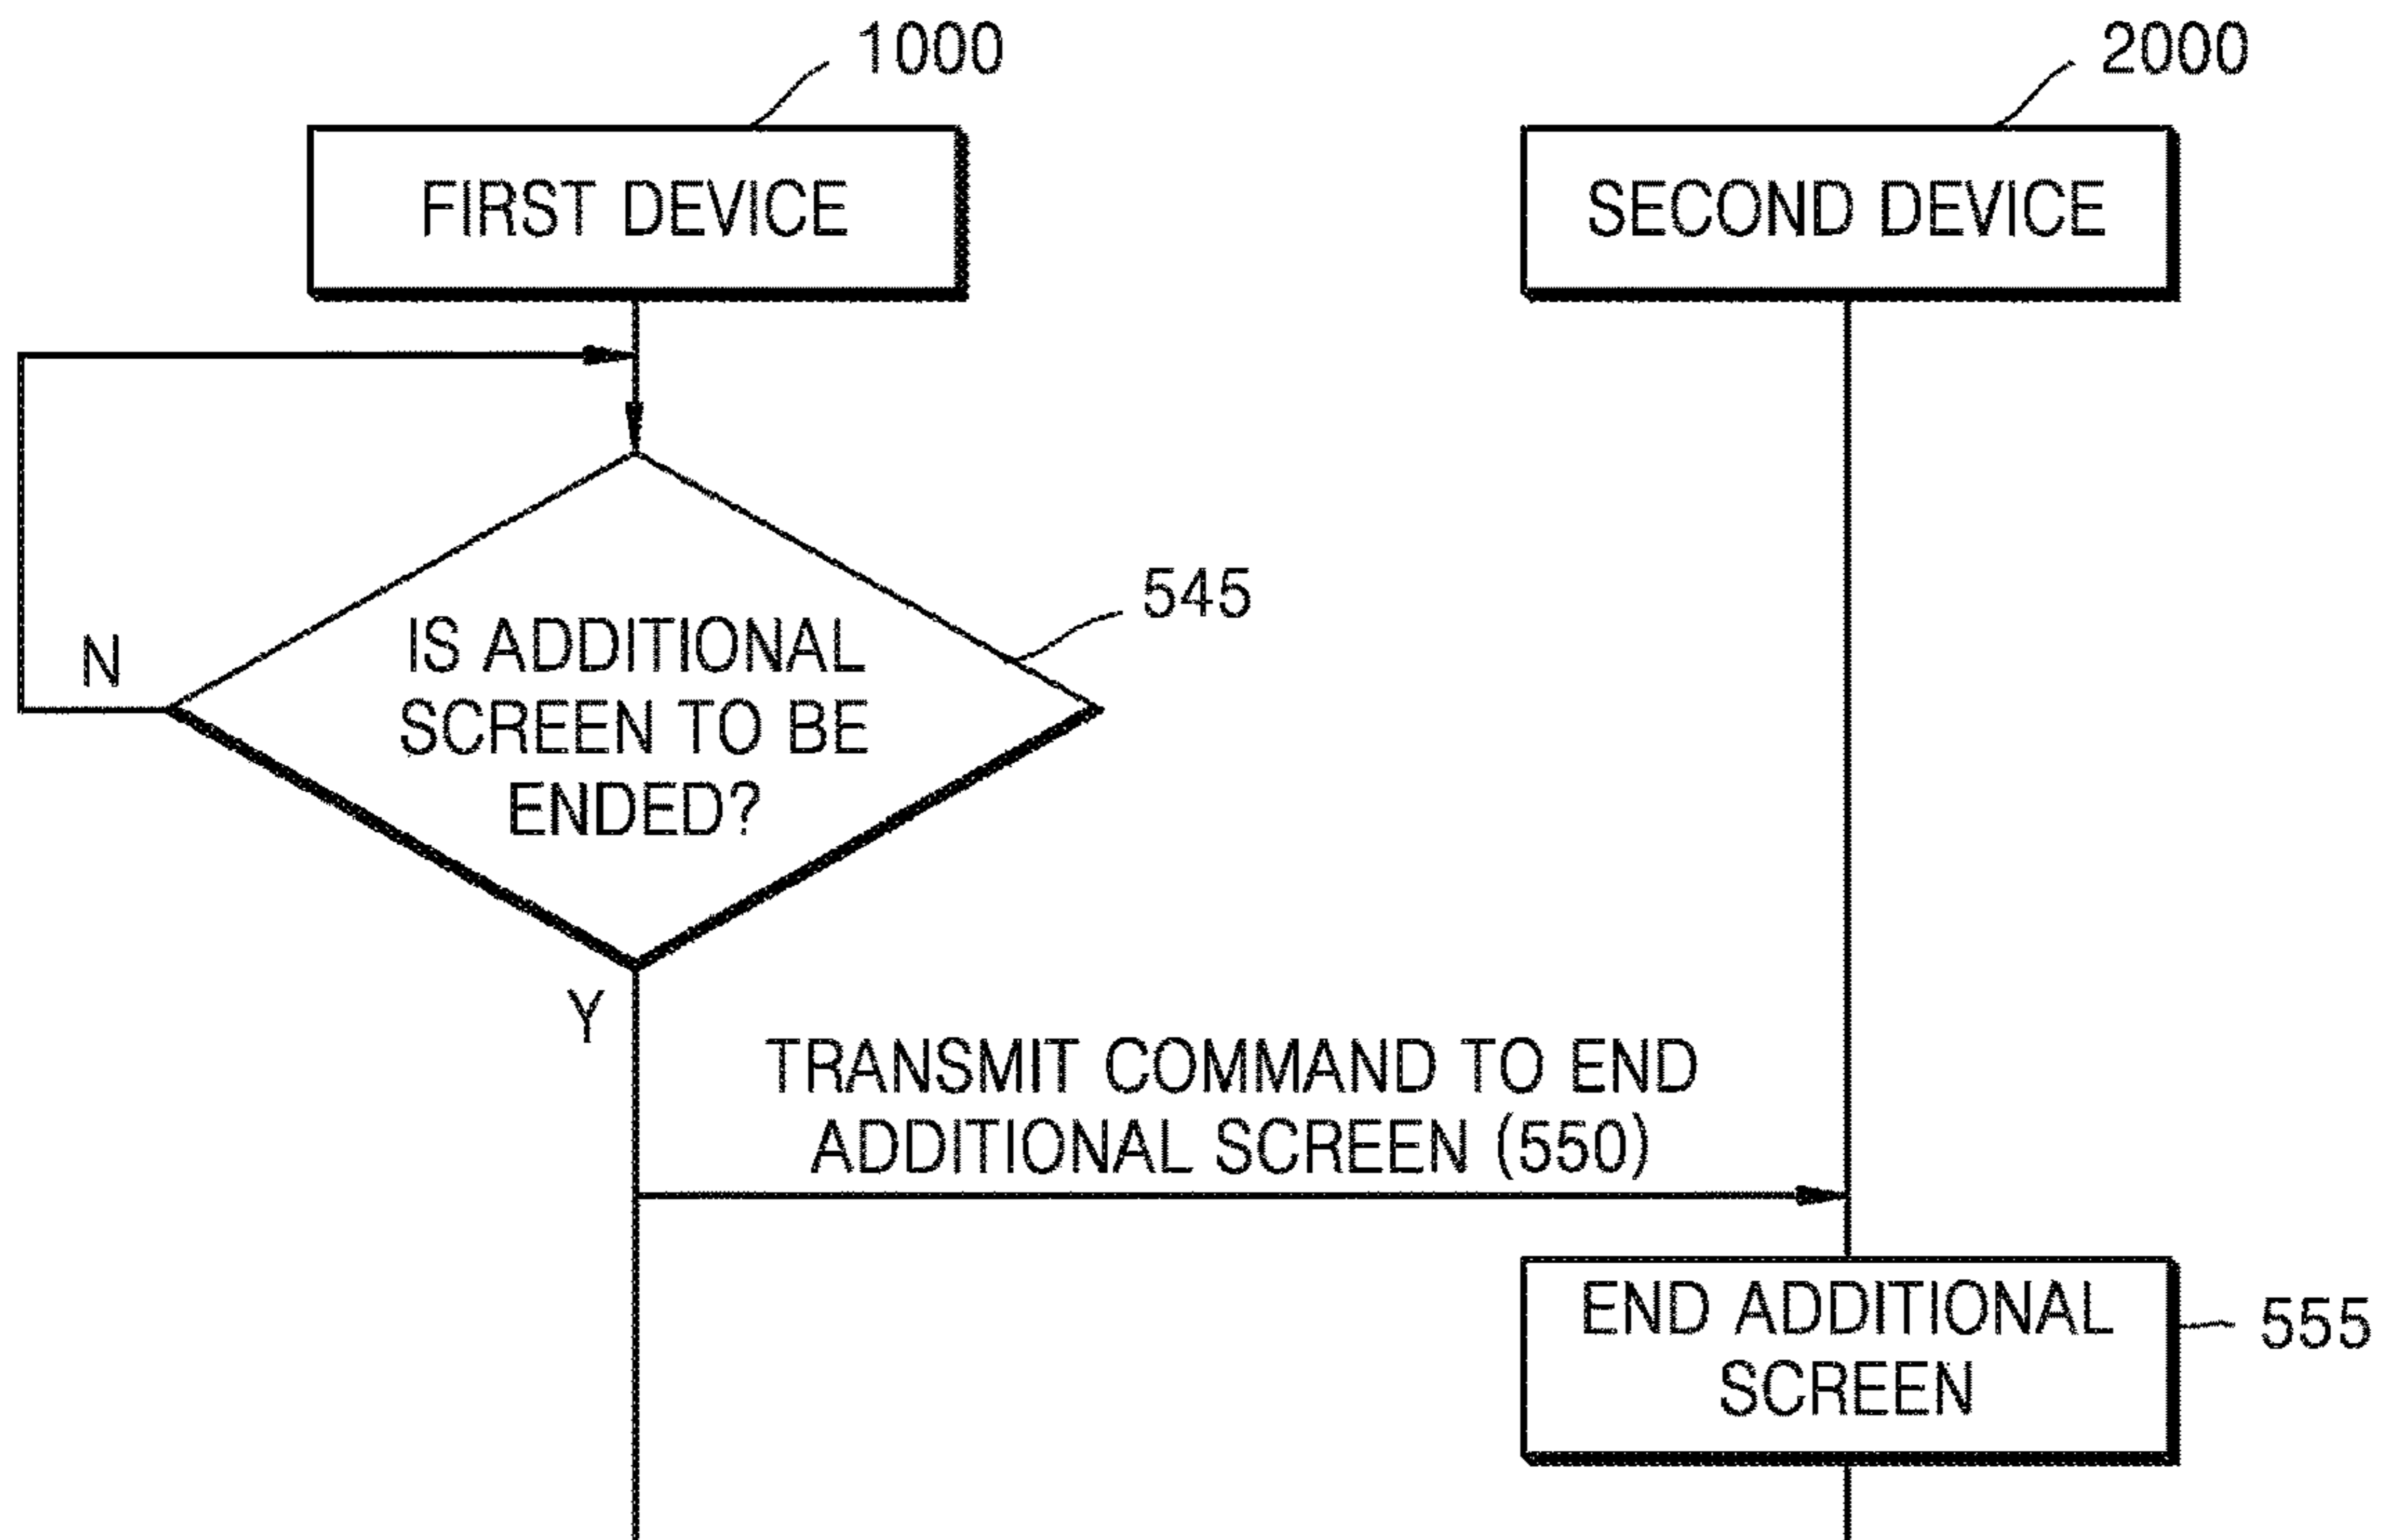 1000
2000
FIRST DEVICE
SECOND DEVICE
545
N
IS ADDITIONAL
SCREEN TO BE
ENDED?
Y
TRANSMIT COMMAND TO END
ADDITIONAL SCREEN (550)
END ADDITIONAL
SCREEN
555